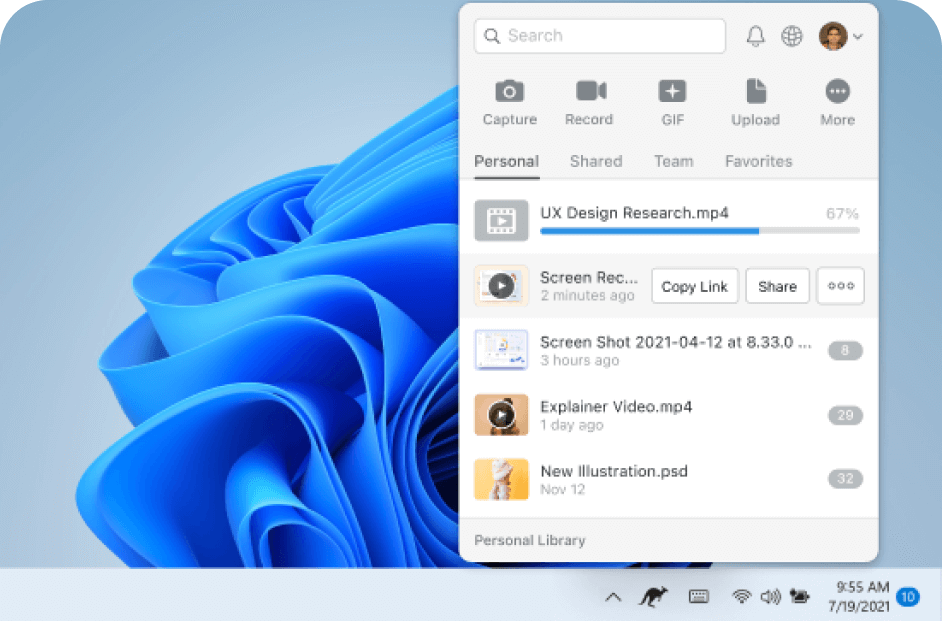 Search
Capture Record GIF Upload More
Personal Shared Team Favorites
UX Design Research.mp4 67%
Screen Rec... Copy Link Share
2 minutes ago
Screen Shot 2021-04-12 at 8.33.0 ... 8
3 hours ago
Explainer Video.mp4 29
1 day ago
New Illustration.psd 32
Nov 12
Personal Library
9:55 AM
7/19/2021 10